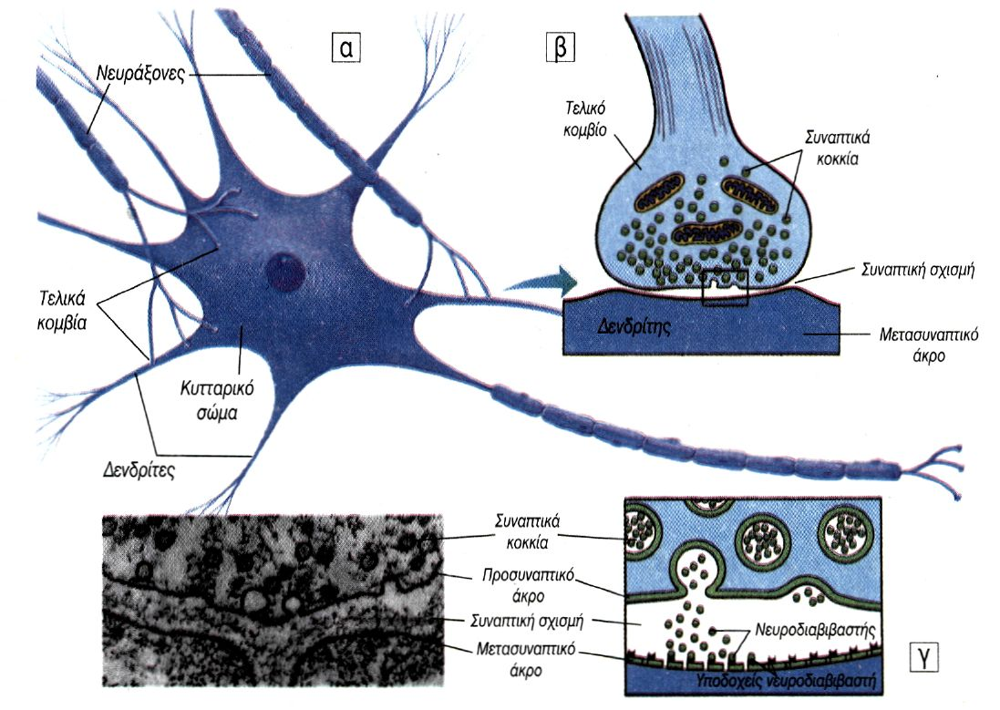 α
Νευράξονες
Τελικά
κομβία
Κυτταρικό
σώμα
Δενδρίτες
β
Τελικό
κομβίο
Συναπτικά
κοκκία
Συναπτική σχισμή
Δενδρίτης
Μετασυναπτικό
άκρο
Συναπτικά
κοκκία
Προσυναπτικό
άκρο
Συναπτική σχισμή
Μετασυναπτικό
άκρο
Νευροδιαβιβαστής
Υποδοχείς νευροδιαβιβαστή
γ